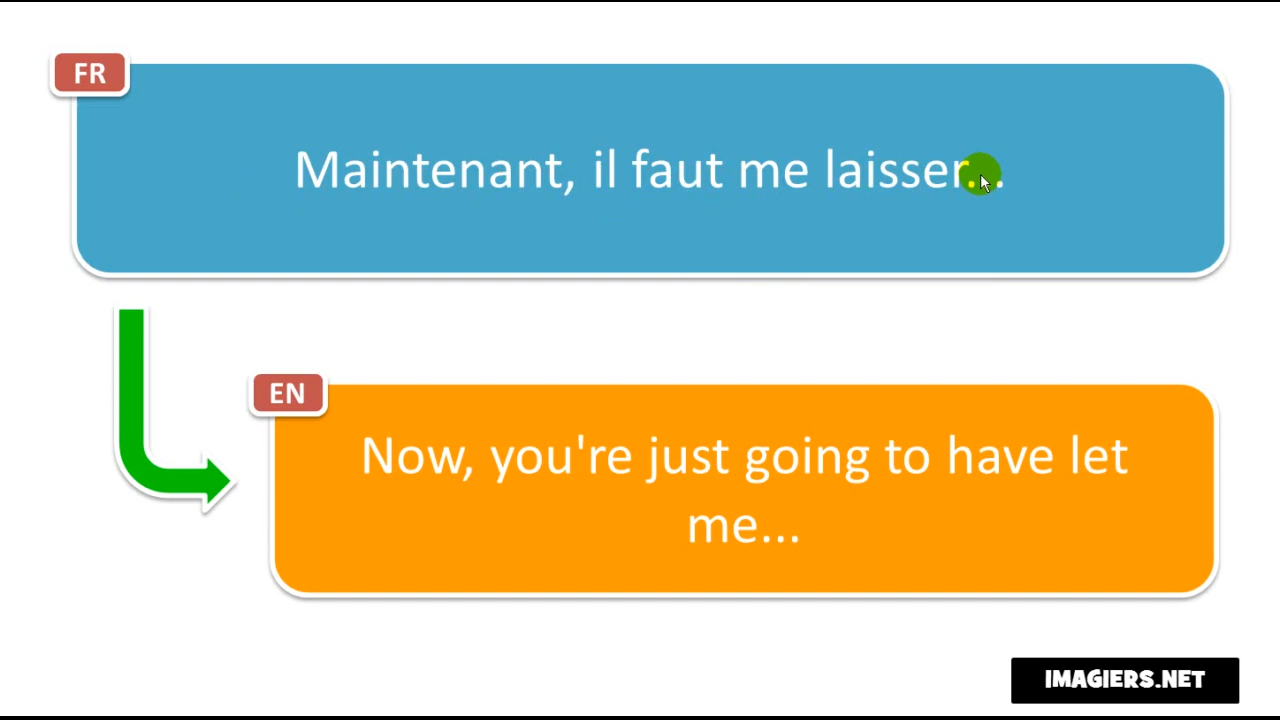 FR
Maintenant, il faut me laisser...
EN
Now, you're just going to have let
me...
IMAGIERS.NET